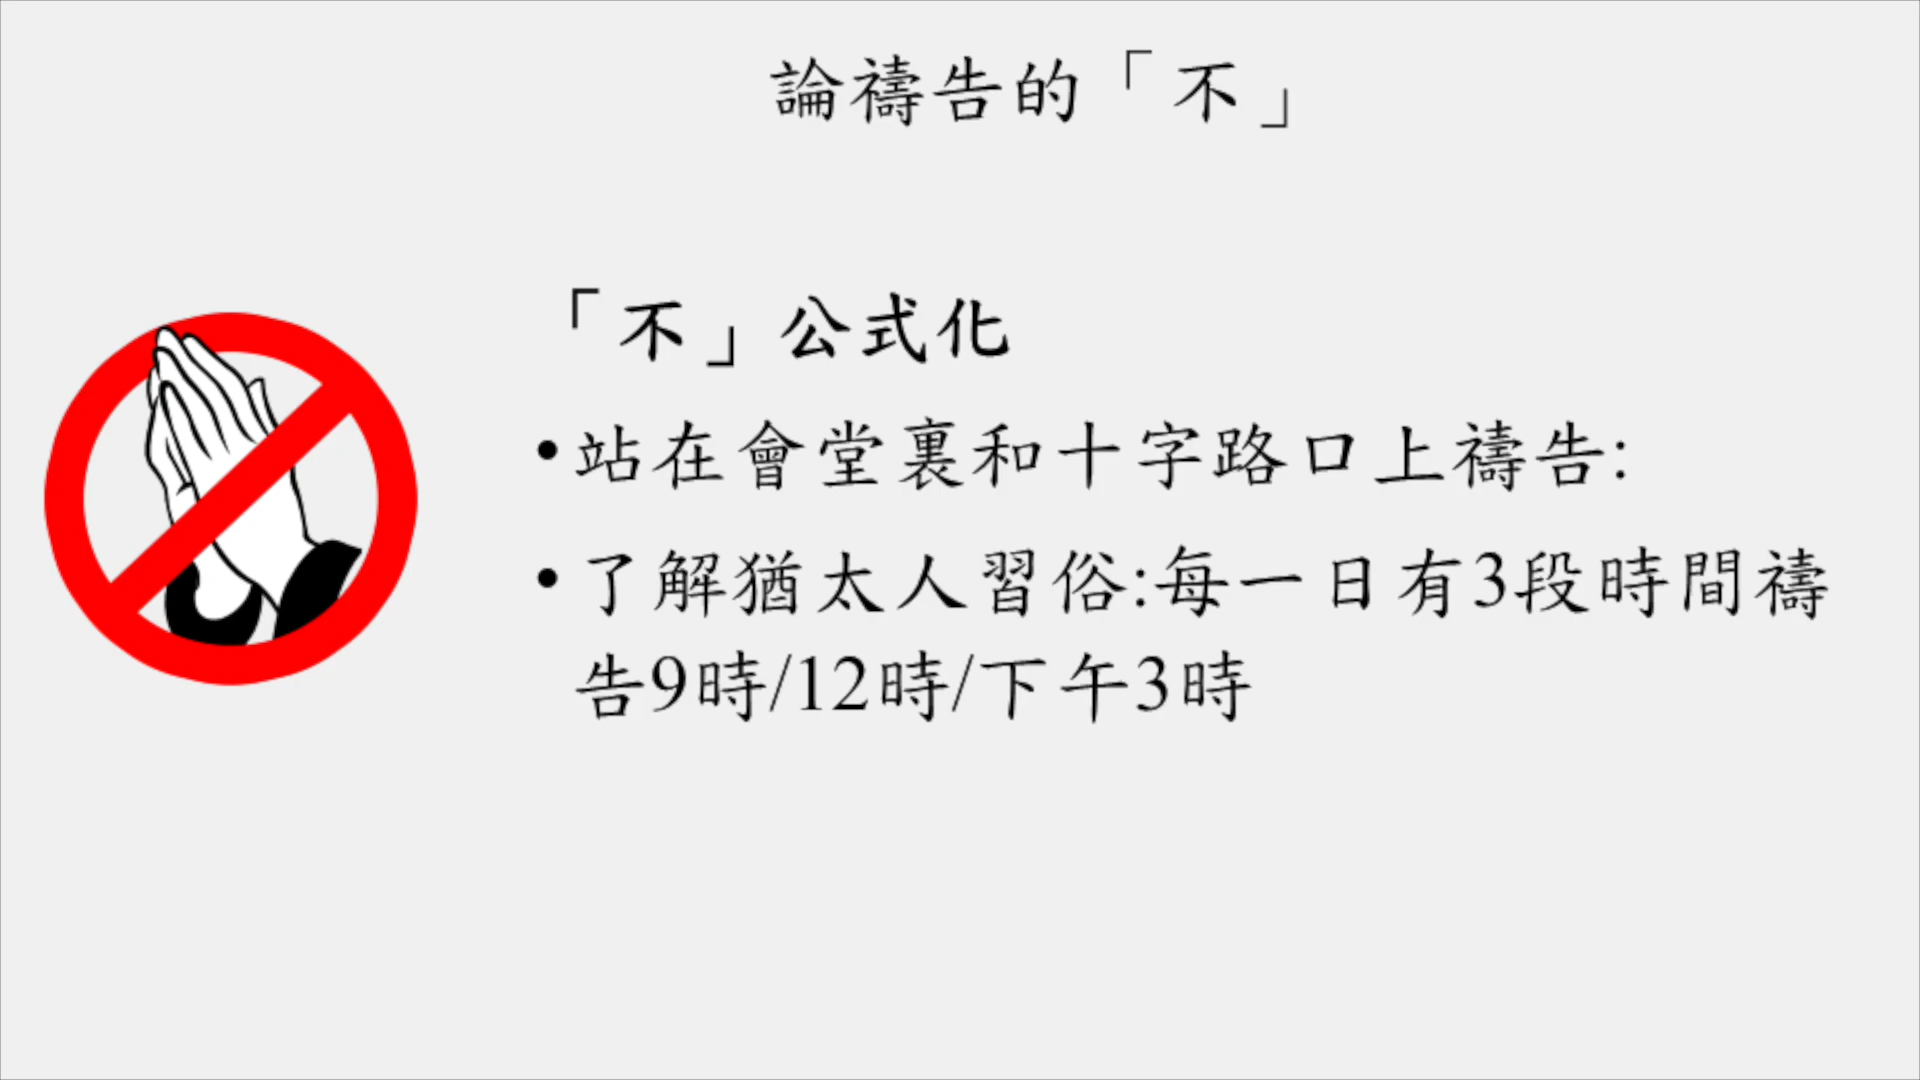 論禱告的「不」
「不」公式化
•站在會堂裏和十字路口上禱告:
•了解猶太人習俗:每一日有3段時間禱
告9時/12時/下午3時